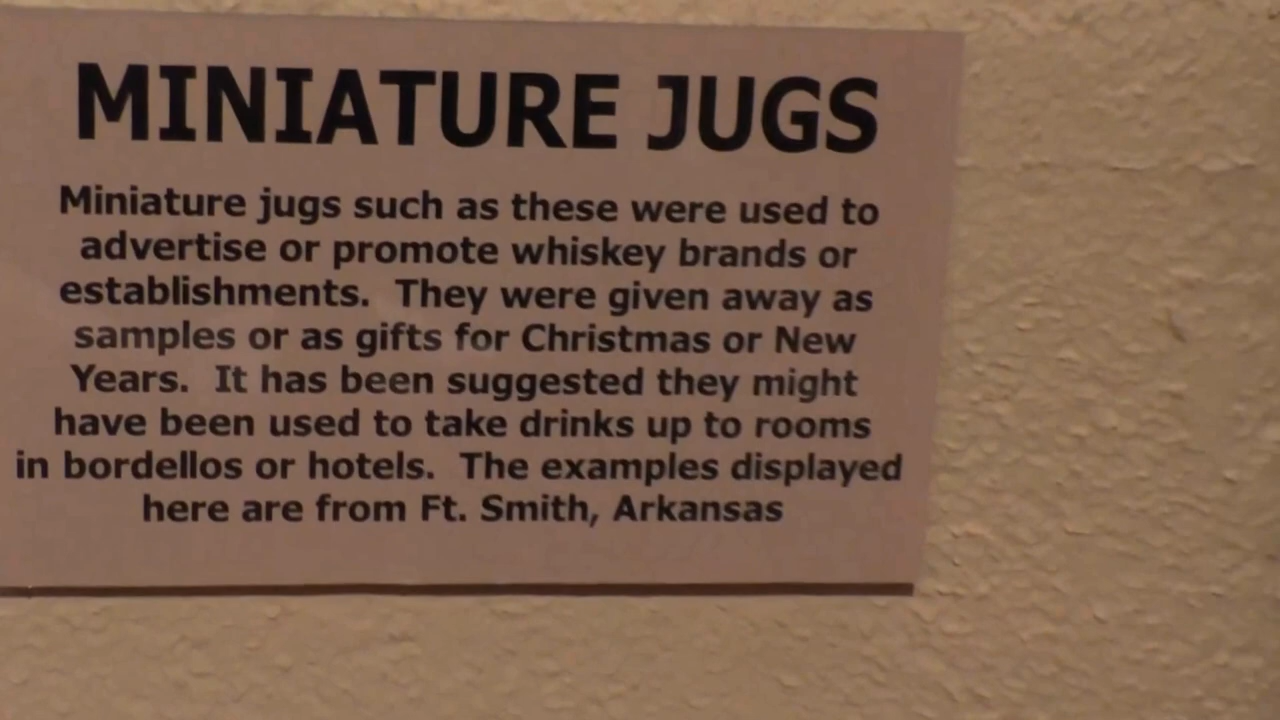 MINIATURE JUGS
Miniature jugs such as these were used to
advertise or promote whiskey brands or
establishments.  They were given away as
samples or as gifts for Christmas or New
Years.  It has been suggested they might
have been used to take drinks up to rooms
in bordellos or hotels.  The examples displayed
here are from Ft. Smith, Arkansas